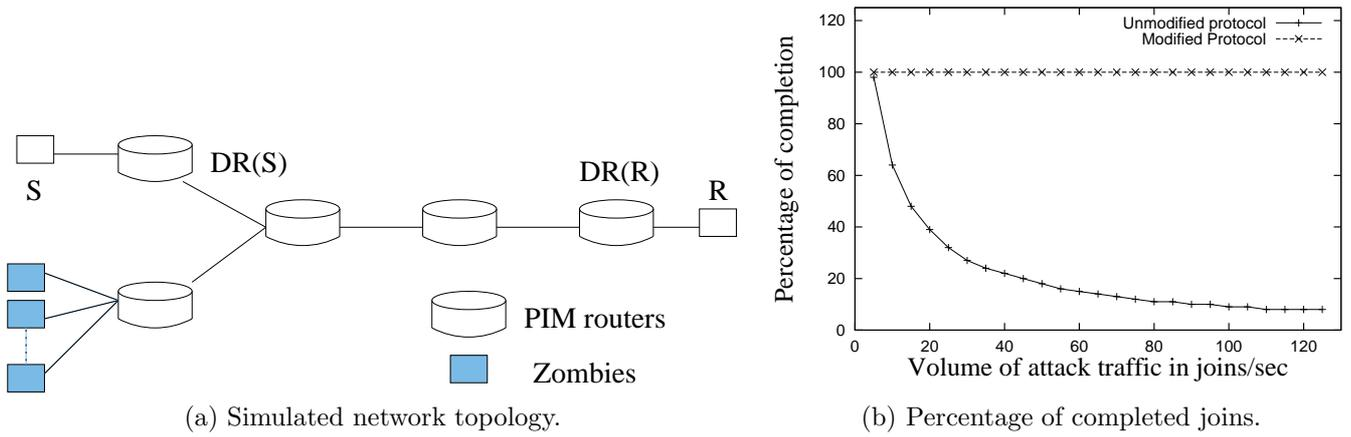 S
DR(S)
DR(R)
R
PIM routers
Zombies
(a) Simulated network topology.
Percentage of completion
120
100
80
60
40
20
0
Unmodified protocol
Modified Protocol
0 20 40 60 80 100 120
Volume of attack traffic in joins/sec
(b) Percentage of completed joins.